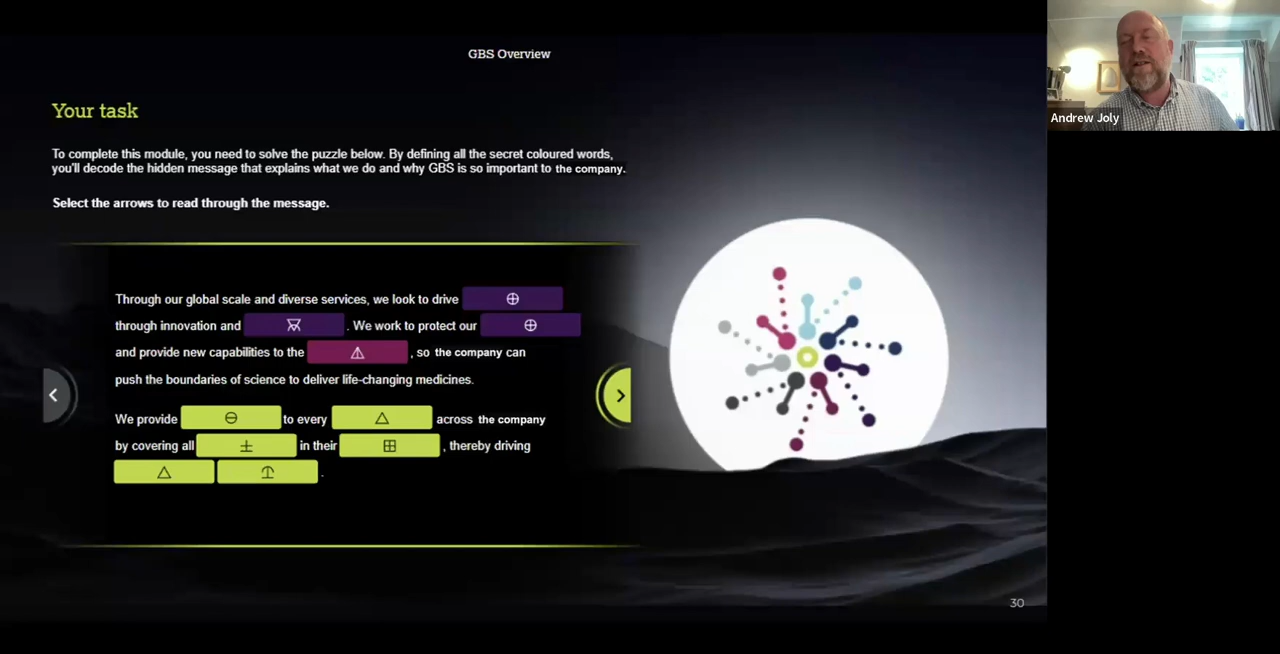 GBS Overview
Your task
To complete this module, you need to solve the puzzle below. By defining all the secret coloured words,
you'll decode the hidden message that explains what we do and why GBS is so important to the company.
Select the arrows to read through the message.
Through our global scale and diverse services, we look to drive
through innovation and . We work to protect our
and provide new capabilities to the , so the company can
push the boundaries of science to deliver life-changing medicines.
We provide to every across the company
by covering all in their , thereby driving
.
30
Andrew Joly